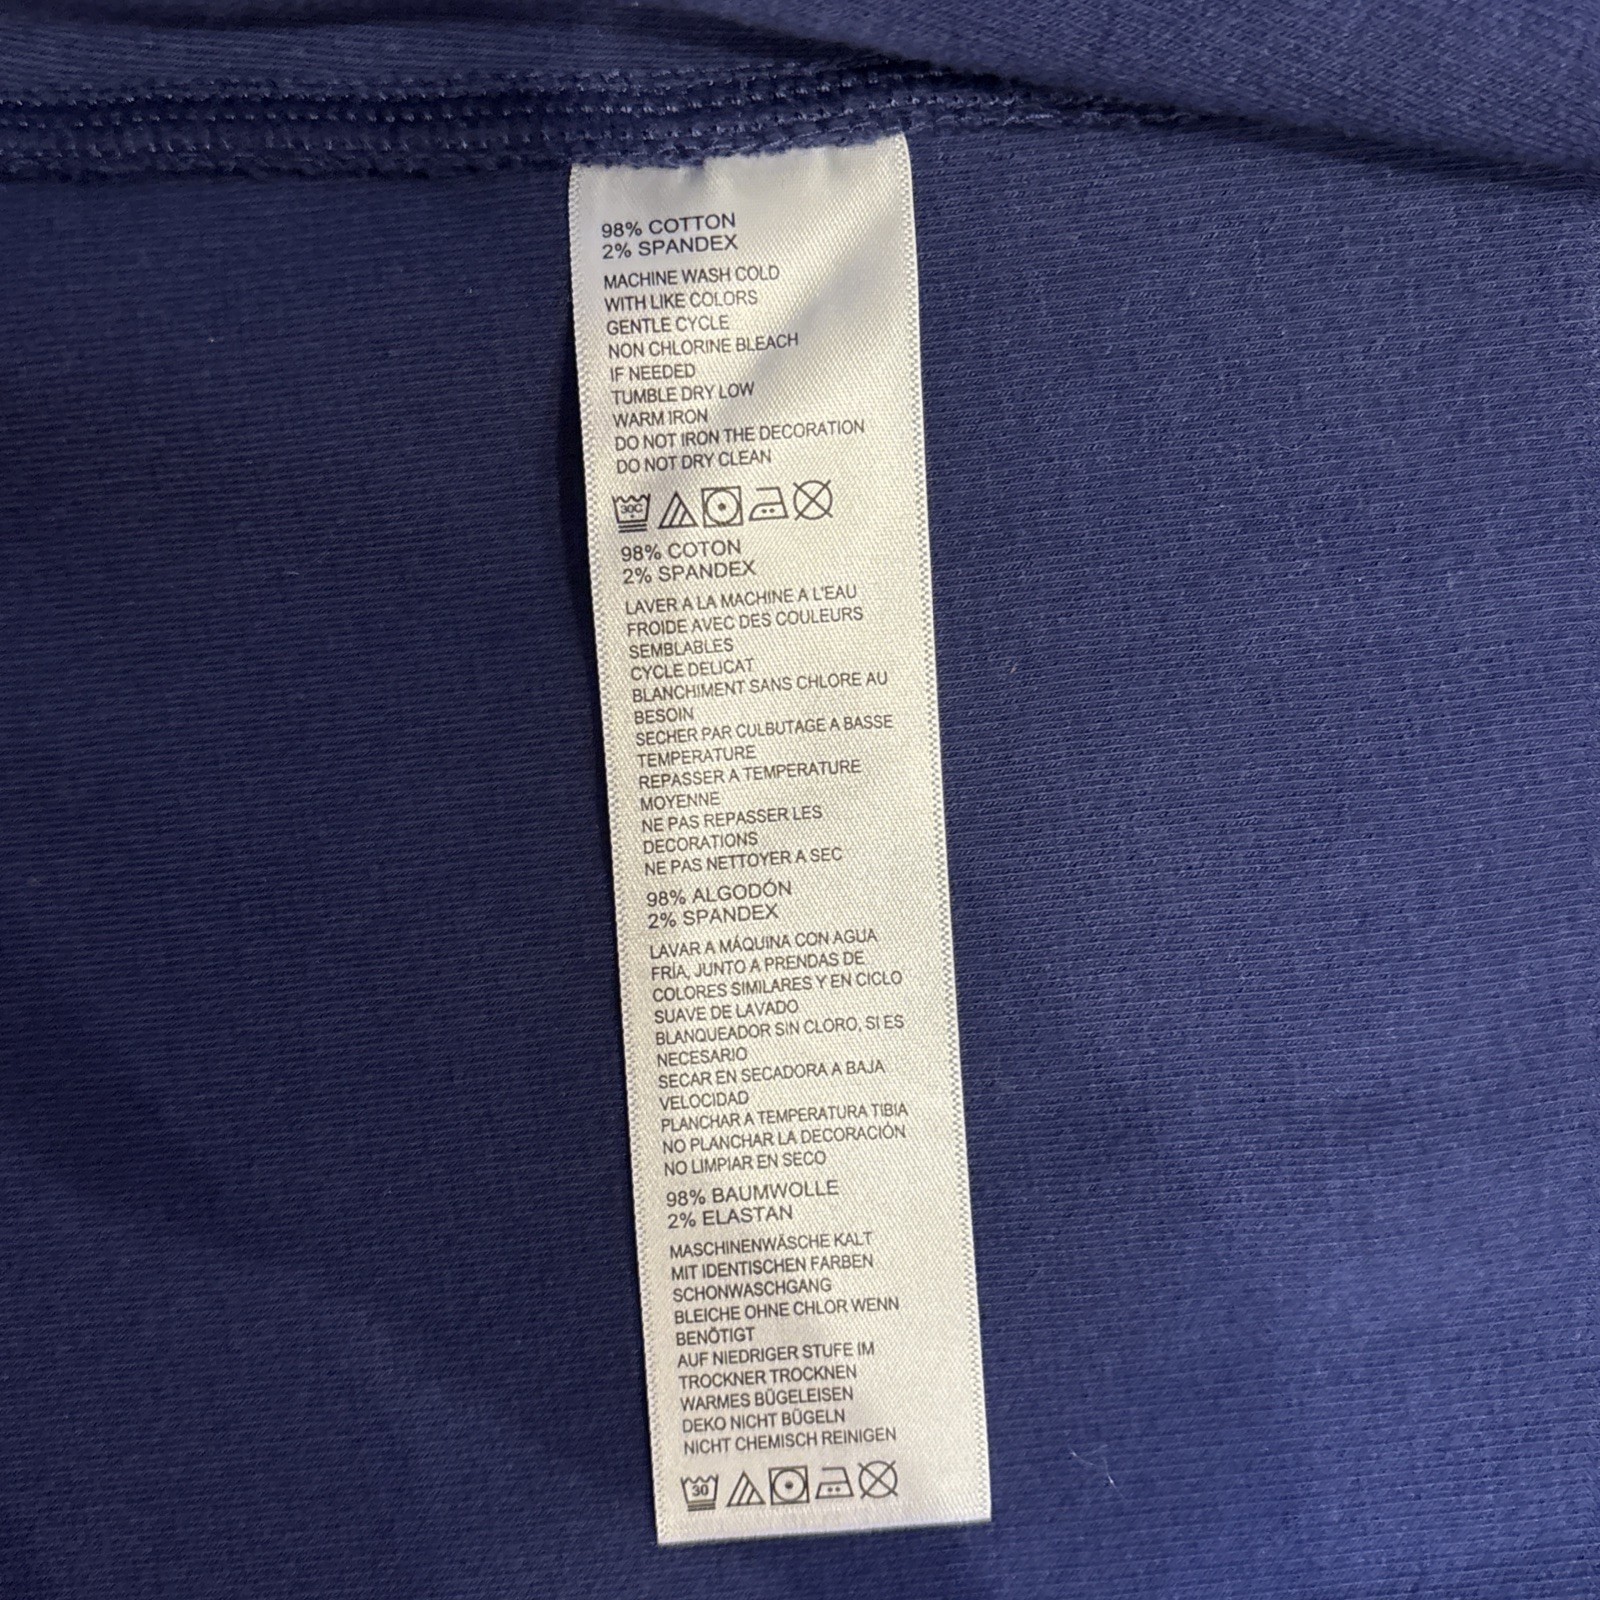 98% COTTON
2% SPANDEX
MACHINE WASH COLD
WITH LIKE COLORS
GENTLE CYCLE
NON CHLORINE BLEACH
IF NEEDED
TUMBLE DRY LOW
WARM IRON
DO NOT IRON THE DECORATION
DO NOT DRY CLEAN
30C
98% COTON
2% SPANDEX
LAVER A LA MACHINE A L'EAU
FROIDE AVEC DES COULEURS
SEMBLABLES
CYCLE DELICAT
BLANCHIMENT SANS CHLORE AU
BESOIN
SECHER PAR CULBUTAGE A BASSE
TEMPERATURE
REPASSER A TEMPERATURE
MOYENNE
NE PAS REPASSER LES
DECORATIONS
NE PAS NETTOYER A SEC
98% ALGODÓN
2% SPANDEX
LAVAR A MÁQUINA CON AGUA
FRÍA, JUNTO A PRENDAS DE
COLORES SIMILARES Y EN CICLO
SUAVE DE LAVADO
BLANQUEADOR SIN CLORO, SI ES
NECESARIO
SECAR EN SECADORA A BAJA
VELOCIDAD
PLANCHAR A TEMPERATURA TIBIA
NO PLANCHAR LA DECORACIÓN
NO LIMPIAR EN SECO
98% BAUMWOLLE
2% ELASTAN
MASCHINENWÄSCHE KALT
MIT IDENTISCHEN FARBEN
SCHONWASCHGANG
BLEICHE OHNE CHLOR WENN
BENÖTIGT
AUF NIEDRIGER STUFE IM
TROCKNER TROCKNEN
WARMES BÜGELEISEN
DEKO NICHT BÜGELN
NICHT CHEMISCH REINIGEN
30